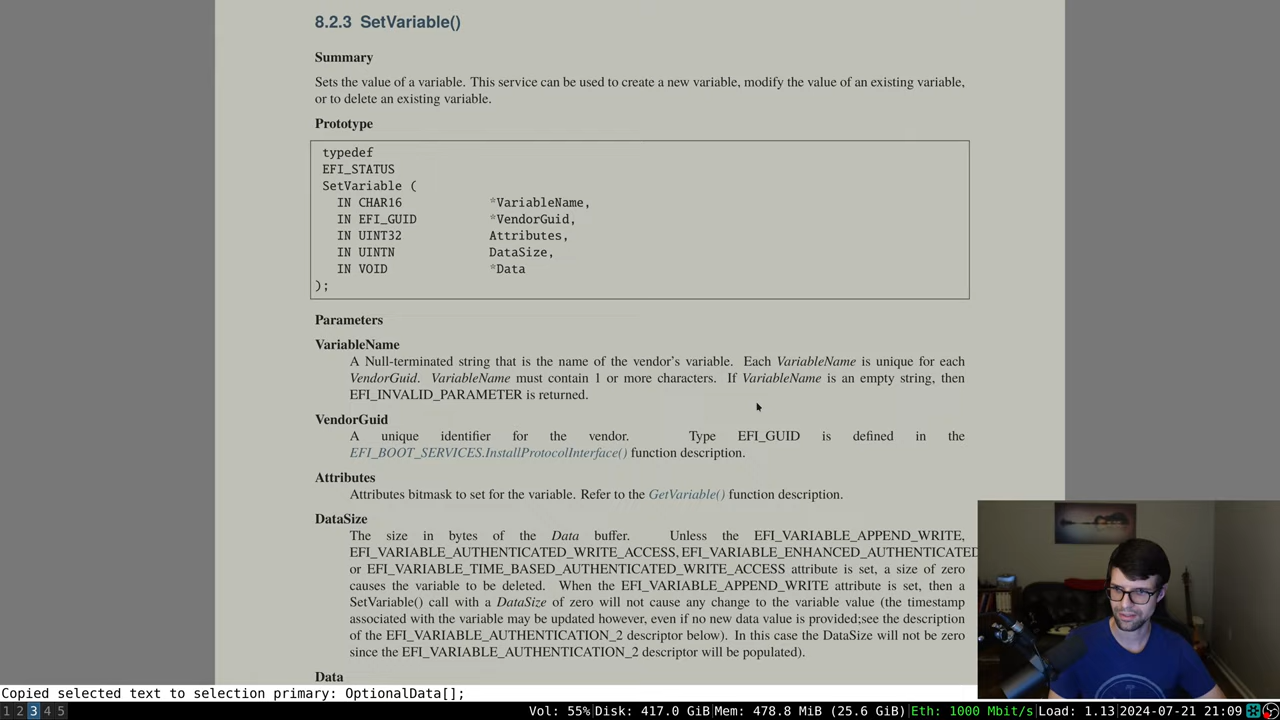 8.2.3 SetVariable()
Summary
Sets the value of a variable. This service can be used to create a new variable, modify the value of an existing variable,
or to delete an existing variable.
Prototype
typedef
EFI_STATUS
SetVariable (
IN CHAR16 *VariableName,
IN EFI_GUID *VendorGuid,
IN UINT32 Attributes,
IN UINTN DataSize,
IN VOID *Data
);
Parameters
VariableName
A Null-terminated string that is the name of the vendor's variable. Each VariableName is unique for each
VendorGuid. VariableName must contain 1 or more characters. If VariableName is an empty string, then
EFI_INVALID_PARAMETER is returned.
VendorGuid
A unique identifier for the vendor. Type EFI_GUID is defined in the
EFI_BOOT_SERVICES.InstallProtocolInterface() function description.
Attributes
Attributes bitmask to set for the variable. Refer to the GetVariable() function description.
DataSize
The size in bytes of the Data buffer. Unless the EFI_VARIABLE_APPEND_WRITE,
EFI_VARIABLE_AUTHENTICATED_WRITE_ACCESS, EFI_VARIABLE_ENHANCED_AUTHENTICATED
or EFI_VARIABLE_TIME_BASED_AUTHENTICATED_WRITE_ACCESS attribute is set, a size of zero
causes the variable to be deleted. When the EFI_VARIABLE_APPEND_WRITE attribute is set, then a
SetVariable() call with a DataSize of zero will not cause any change to the variable value (the timestamp
associated with the variable may be updated however, even if no new data value is provided;see the description
of the EFI_VARIABLE_AUTHENTICATION_2 descriptor below). In this case the DataSize will not be zero
since the EFI_VARIABLE_AUTHENTICATION_2 descriptor will be populated).
Data
Copied selected text to selection primary: OptionalData[];
1 2 3 4 5 Vol: 55% Disk: 417.0 GiB Mem: 478.8 MiB (25.6 GiB) Eth: 1000 Mbit/s Load: 1.13 2024-07-21 21:09